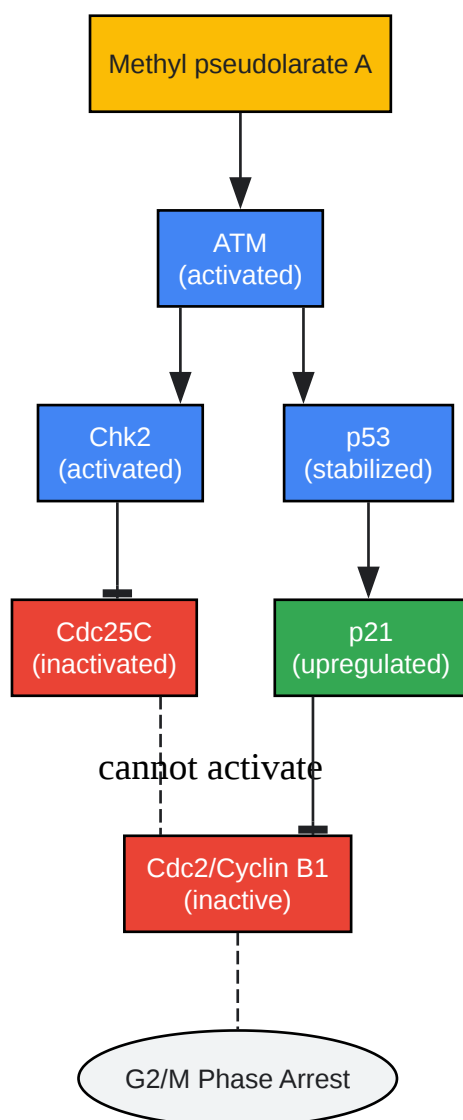 Methyl pseudolarate A
ATM
(activated)
Chk2
(activated)
p53
(stabilized)
Cdc25C
(inactivated)
p21
(upregulated)
cannot activate
Cdc2/Cyclin B1
(inactive)
G2/M Phase Arrest